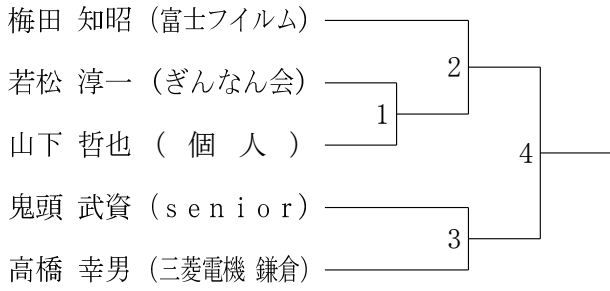 梅田 知昭 (富士フイルム)
2
若松 淳一 (ぎんなん会)
1
山下 哲也 ( 個 人 )
4
鬼頭 武資 (senior)
3
高橋 幸男 (三菱電機 鎌倉)